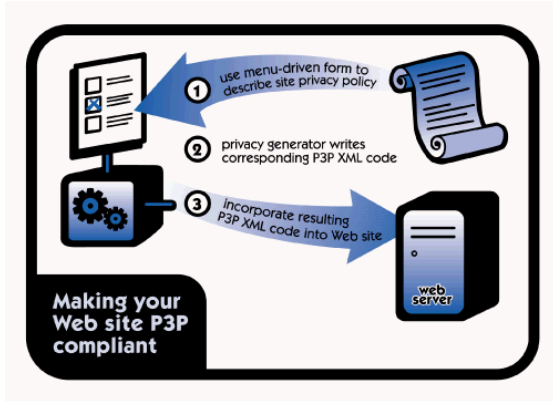 1 use menu-driven form to
describe site privacy policy
2 privacy generator writes
corresponding P3P XML code
3 incorporate resulting
P3P XML code into Web site
web
server
Making your
Web site P3P
compliant